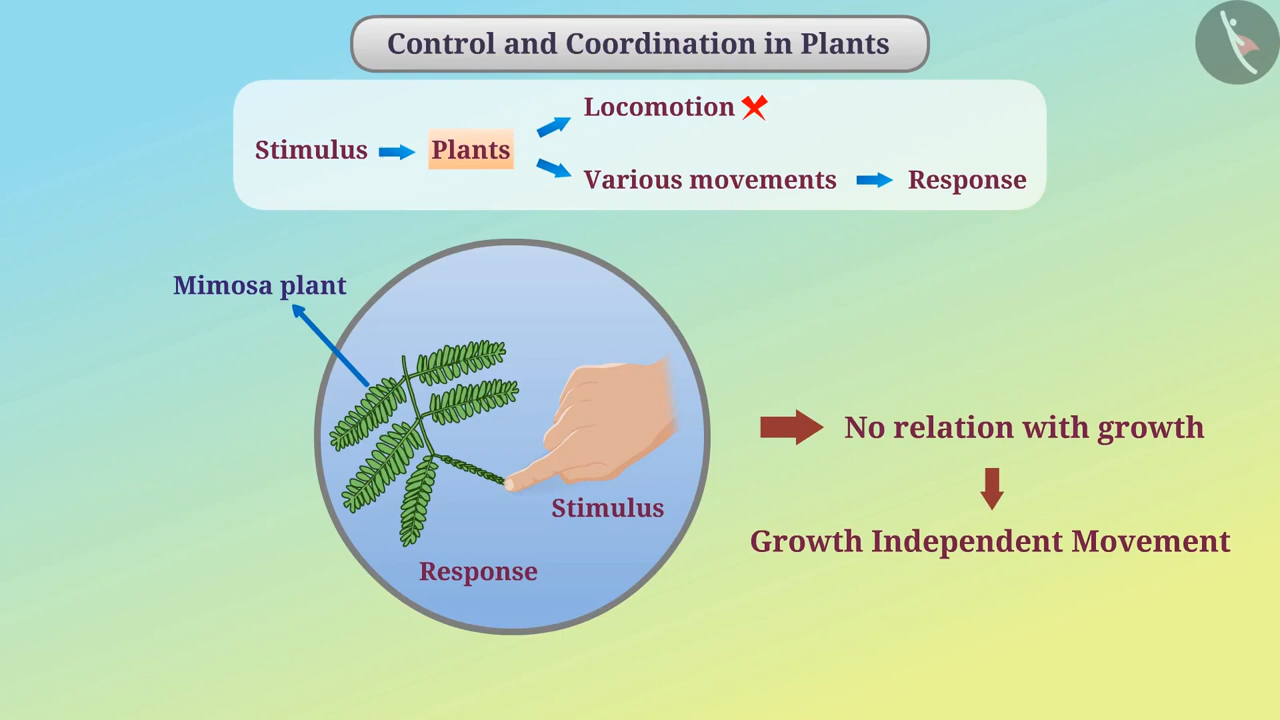 Control and Coordination in Plants
Locomotion
Stimulus
Plants
Various movements
Response
Mimosa plant
No relation with growth
Stimulus
Growth Independent Movement
Response